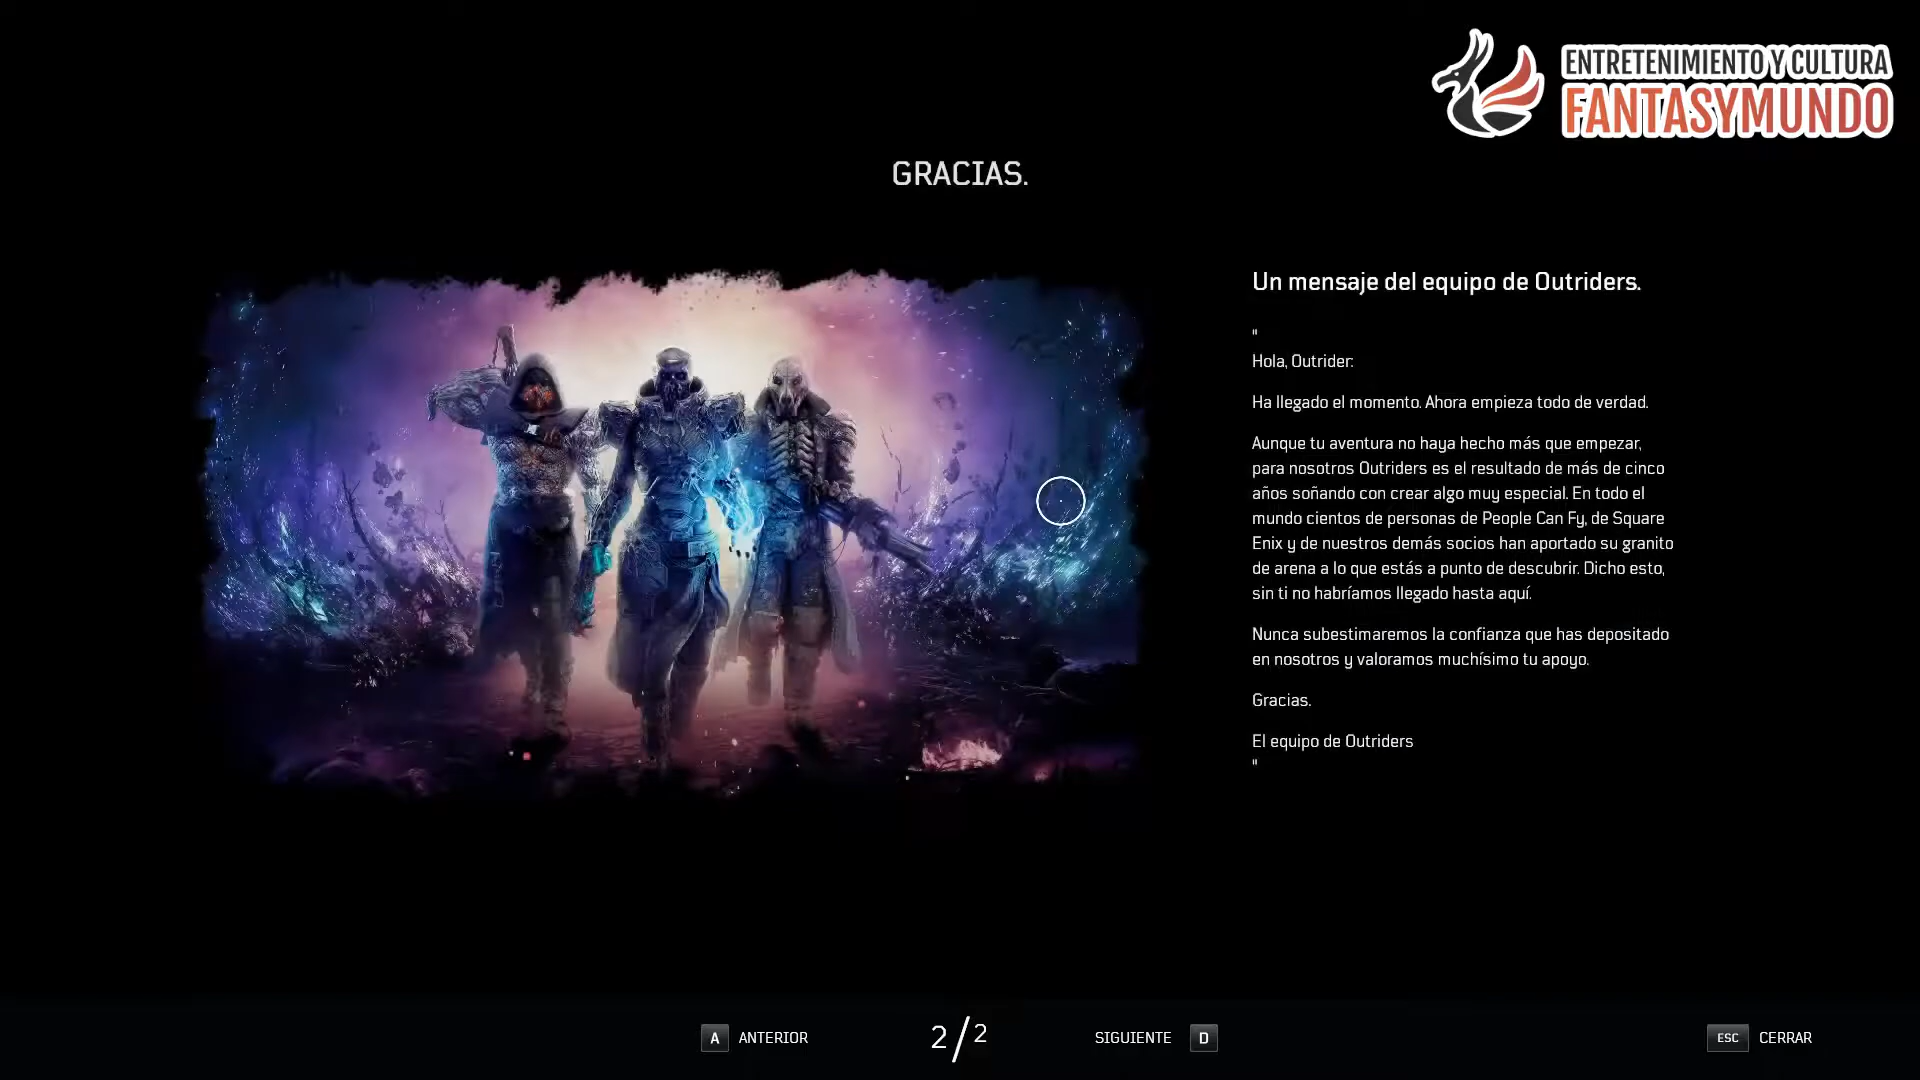 ENTRETENIMIENTO Y CULTURA
FANTASYMUNDO
GRACIAS.
Un mensaje del equipo de Outriders.
"
Hola, Outrider:
Ha llegado el momento. Ahora empieza todo de verdad.
Aunque tu aventura no haya hecho más que empezar,
para nosotros Outriders es el resultado de más de cinco
años soñando con crear algo muy especial. En todo el
mundo cientos de personas de People Can Fy, de Square
Enix y de nuestros demás socios han aportado su granito
de arena a lo que estás a punto de descubrir. Dicho esto,
sin ti no habríamos llegado hasta aquí.
Nunca subestimaremos la confianza que has depositado
en nosotros y valoramos muchísimo tu apoyo.
Gracias.
El equipo de Outriders
"
A ANTERIOR
2/2
SIGUIENTE D
ESC CERRAR